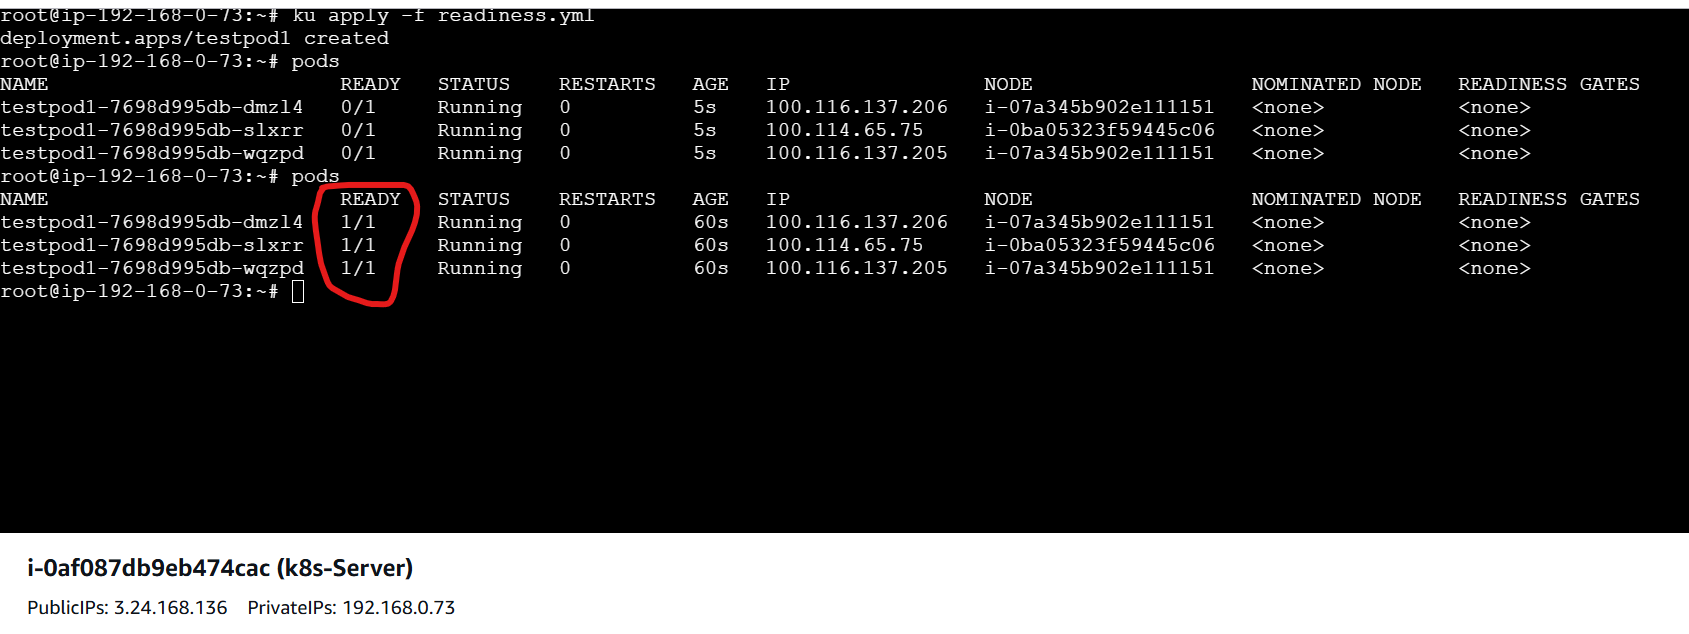 root@ip-192-168-0-73:~# ku apply -f readiness.yml
deployment.apps/testpod1 created
root@ip-192-168-0-73:~# pods
NAME READY STATUS RESTARTS AGE IP NODE NOMINATED NODE READINESS GATES
testpod1-7698d995db-dmzl4 0/1 Running 0 5s 100.116.137.206 i-07a345b902e111151 <none> <none>
testpod1-7698d995db-slxrr 0/1 Running 0 5s 100.114.65.75 i-0ba05323f59445c06 <none> <none>
testpod1-7698d995db-wqzpd 0/1 Running 0 5s 100.116.137.205 i-07a345b902e111151 <none> <none>
root@ip-192-168-0-73:~# pods
NAME READY STATUS RESTARTS AGE IP NODE NOMINATED NODE READINESS GATES
testpod1-7698d995db-dmzl4 1/1 Running 0 60s 100.116.137.206 i-07a345b902e111151 <none> <none>
testpod1-7698d995db-slxrr 1/1 Running 0 60s 100.114.65.75 i-0ba05323f59445c06 <none> <none>
testpod1-7698d995db-wqzpd 1/1 Running 0 60s 100.116.137.205 i-07a345b902e111151 <none> <none>
root@ip-192-168-0-73:~#
i-0af087db9eb474cac (k8s-Server)
PublicIPs: 3.24.168.136 PrivateIPs: 192.168.0.73